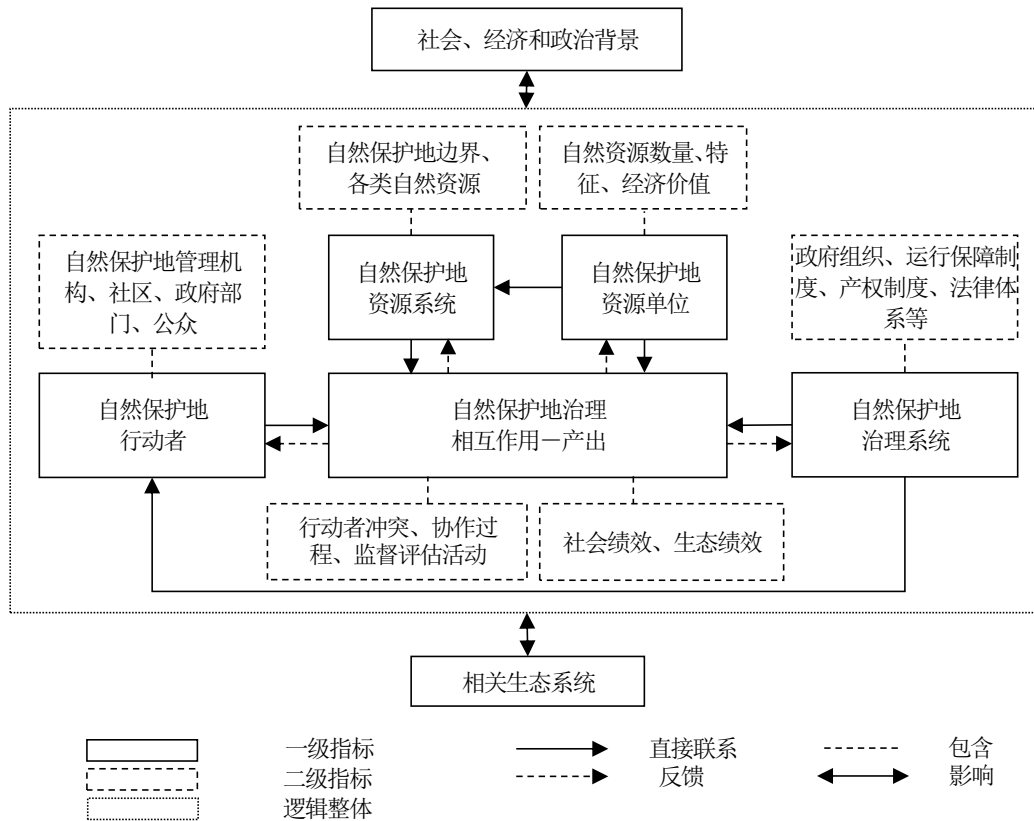 社会、经济和政治背景
自然保护地边界、
各类自然资源
自然资源数量、特
征、经济价值
自然保护地管理机
构、社区、政府部
门、公众
自然保护地
资源系统
自然保护地
资源单位
政府组织、运行保障制
度、产权制度、法律体
系等
自然保护地
行动者
自然保护地治理
相互作用－产出
自然保护地
治理系统
行动者冲突、协作过
程、监督评估活动
社会绩效、生态绩效
相关生态系统
一级指标
直接联系
包含
二级指标
反馈
影响
逻辑整体